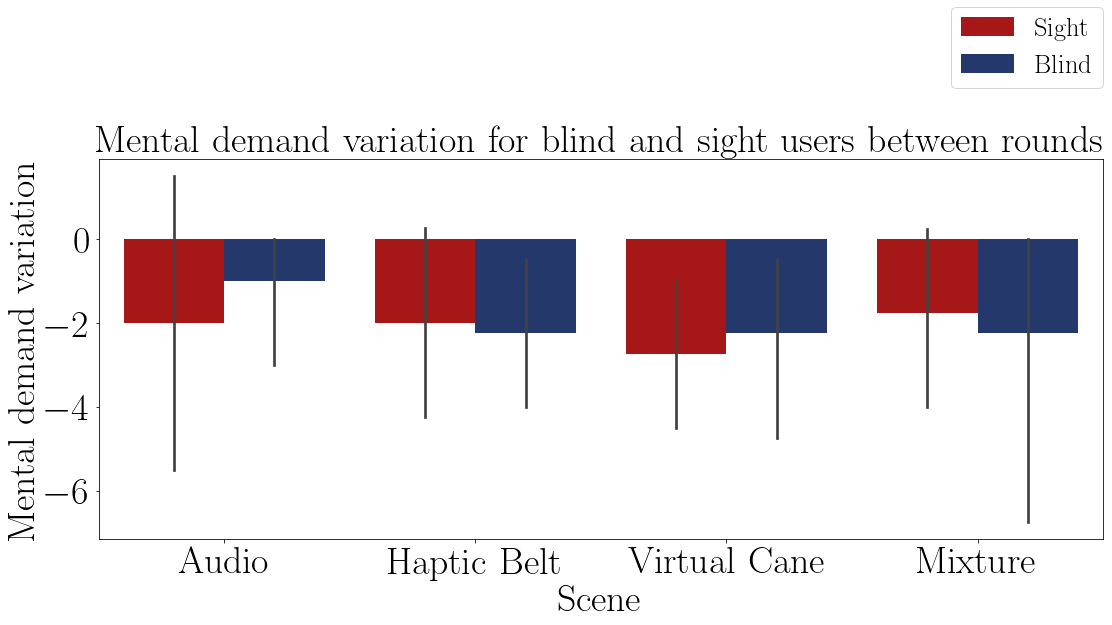 Sight
Blind
Mental demand variation for blind and sight users between rounds
Mental demand variation
0
−2
−4
−6
Audio
Haptic Belt
Virtual Cane
Mixture
Scene